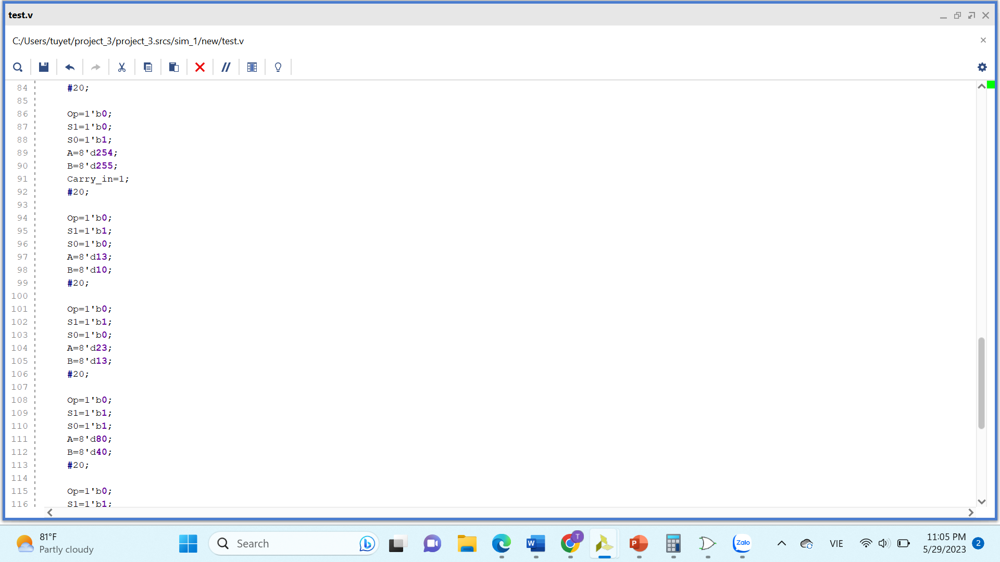 test.v
C:/Users/tuyet/project_3/project_3.srcs/sim_1/new/test.v
84 #20;
85
86 Op=1'b0;
87 S1=1'b0;
88 S0=1'b1;
89 A=8'd254;
90 B=8'd255;
91 Carry_in=1;
92 #20;
93
94 Op=1'b0;
95 S1=1'b1;
96 S0=1'b0;
97 A=8'd13;
98 B=8'd10;
99 #20;
100
101 Op=1'b0;
102 S1=1'b1;
103 S0=1'b0;
104 A=8'd23;
105 B=8'd13;
106 #20;
107
108 Op=1'b0;
109 S1=1'b1;
110 S0=1'b1;
111 A=8'd80;
112 B=8'd40;
113 #20;
114
115 Op=1'b0;
116 S1=1'b1;
81°F
Partly cloudy
Search
W
T
P
Zalo
VIE
11:05 PM
5/29/2023
2